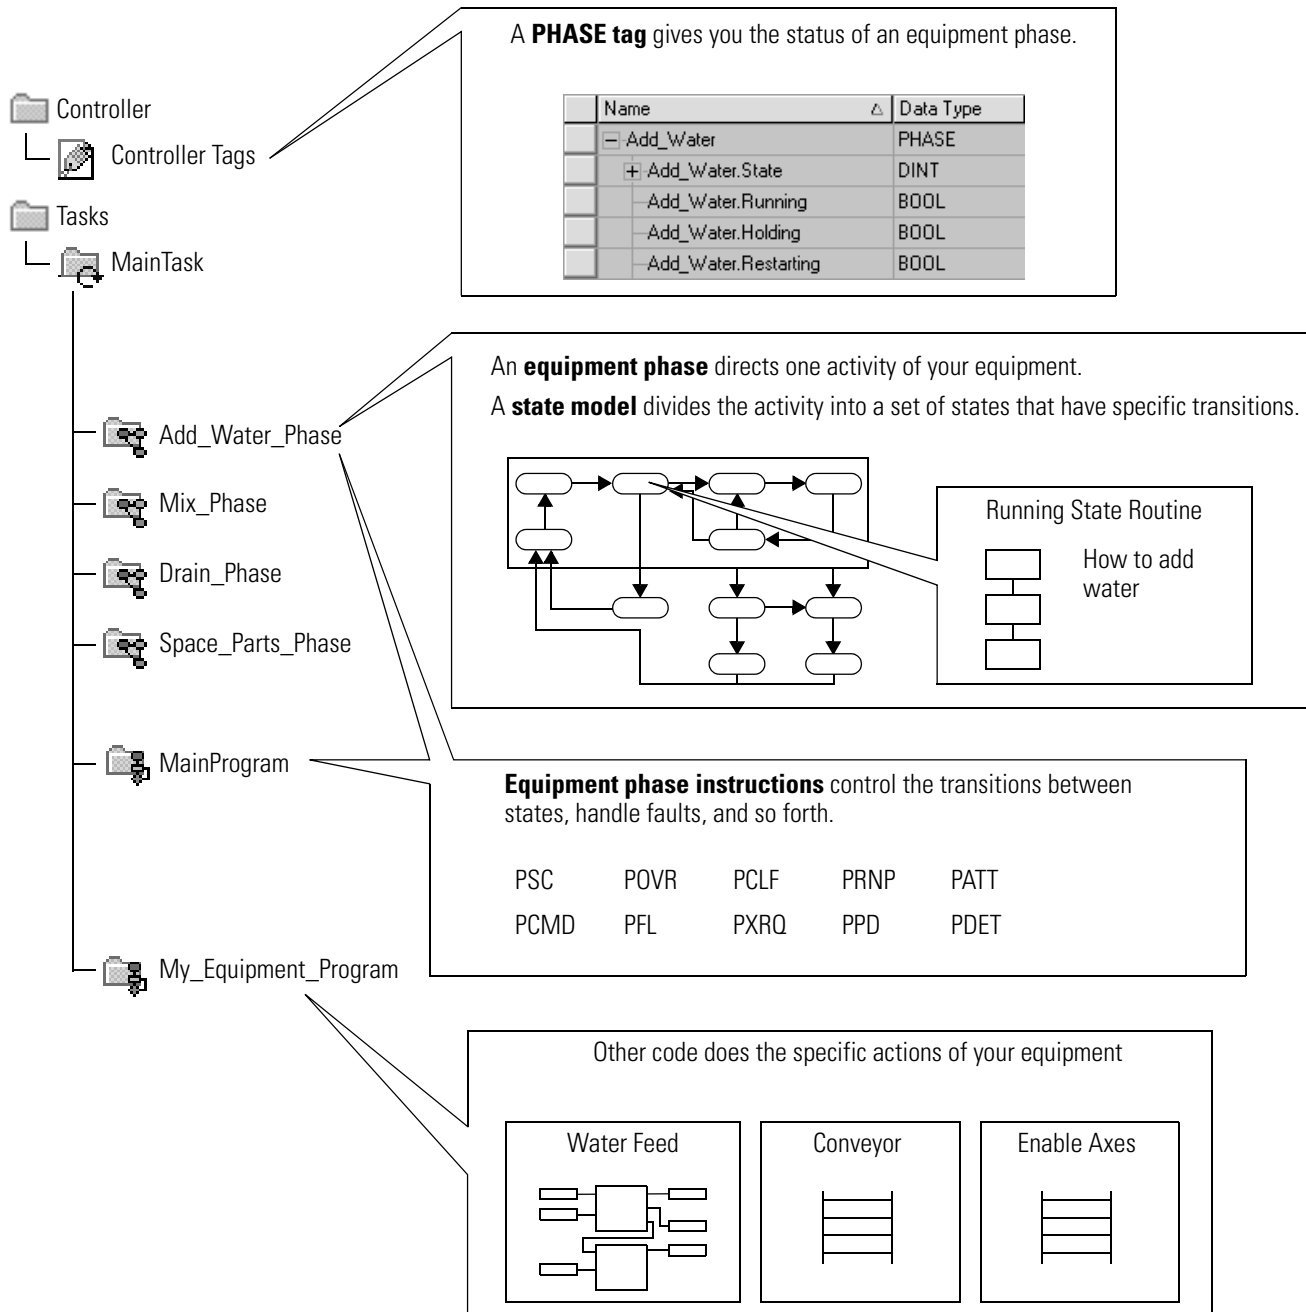 A PHASE tag gives you the status of an equipment phase.
Name Data Type
Add_Water PHASE
Add_Water.State DINT
Add_Water.Running BOOL
Add_Water.Holding BOOL
Add_Water.Restarting BOOL
Controller
Controller Tags
Tasks
MainTask
An equipment phase directs one activity of your equipment.
A state model divides the activity into a set of states that have specific transitions.
Add_Water_Phase
Mix_Phase
Drain_Phase
Space_Parts_Phase
Running State Routine
How to add
water
MainProgram
Equipment phase instructions control the transitions between
states, handle faults, and so forth.
PSC POVR PCLF PRNP PATT
PCMD PFL PXRQ PPD PDET
My_Equipment_Program
Other code does the specific actions of your equipment
Water Feed
Conveyor
Enable Axes